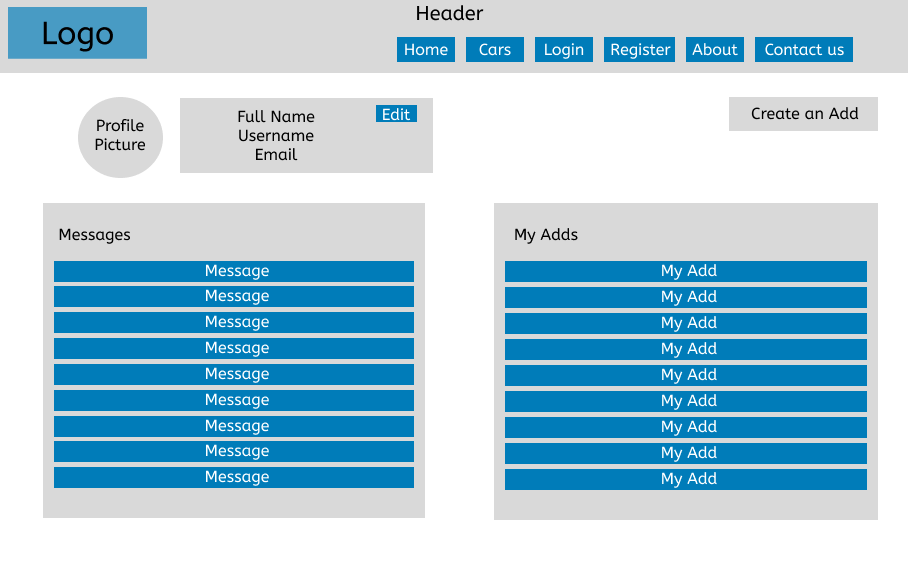 Logo
Header
Home Cars Login Register About Contact us
Profile
Picture
Full Name
Username
Email
Edit
Create an Add
Messages
Message
Message
Message
Message
Message
Message
Message
Message
Message
My Adds
My Add
My Add
My Add
My Add
My Add
My Add
My Add
My Add
My Add